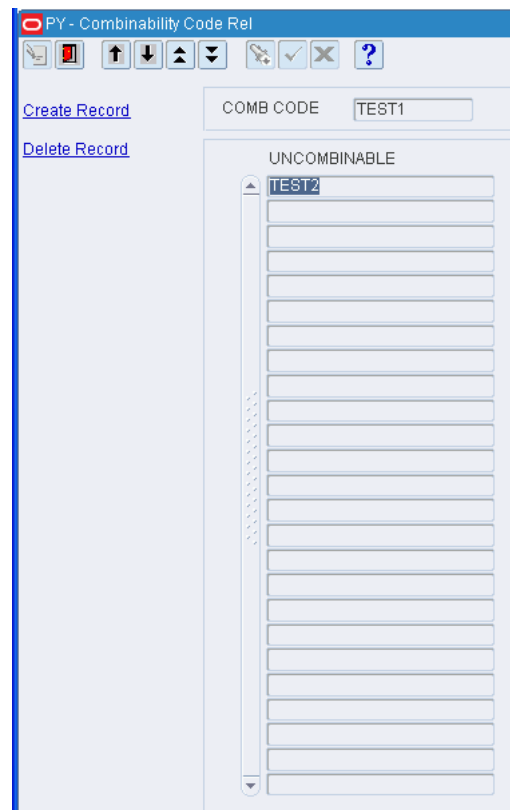 PY - Combinability Code Rel
?
Create Record
COMB CODE TEST1
Delete Record
UNCOMBINABLE
TEST2